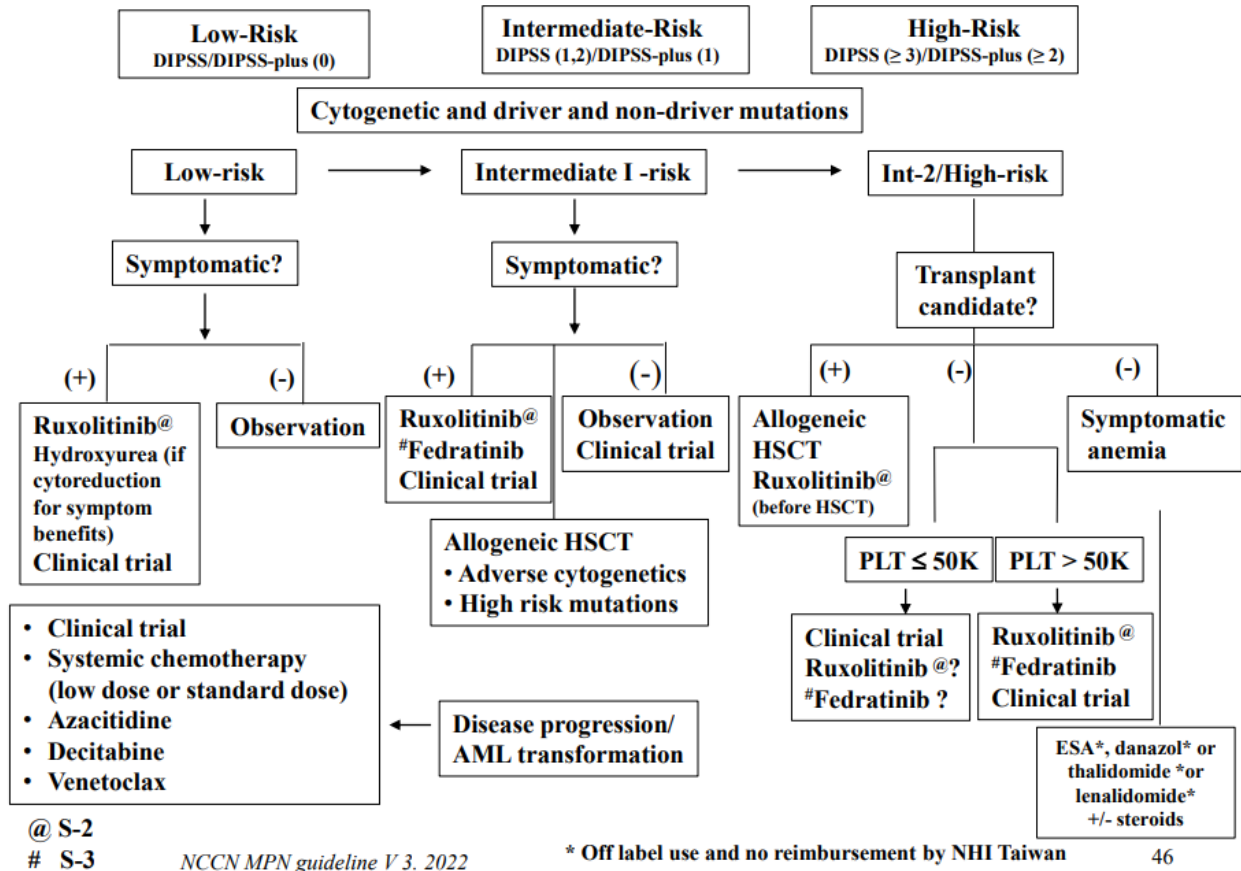 Low-Risk
DIPSS/DIPSS-plus (0)
Intermediate-Risk
DIPSS (1,2)/DIPSS-plus (1)
High-Risk
DIPSS (≥ 3)/DIPSS-plus (≥ 2)
Cytogenetic and driver and non-driver mutations
Low-risk
Intermediate I -risk
Int-2/High-risk
Symptomatic?
Symptomatic?
Transplant
candidate?
(+)
(-)
(+)
(-)
(+)
(-)
(-)
Ruxolitinib@
Hydroxyurea (if
cytoreduction
for symptom
benefits)
Clinical trial
Observation
Ruxolitinib@
#Fedratinib
Clinical trial
Observation
Clinical trial
Allogeneic HSCT
• Adverse cytogenetics
• High risk mutations
Allogeneic
HSCT
Ruxolitinib@
(before HSCT)
Symptomatic
anemia
PLT ≤ 50K
PLT > 50K
Clinical trial
Ruxolitinib @?
#Fedratinib ?
Ruxolitinib@
#Fedratinib
Clinical trial
ESA*, danazol* or
thalidomide *or
lenalidomide*
+/- steroids
• Clinical trial
• Systemic chemotherapy
(low dose or standard dose)
• Azacitidine
• Decitabine
• Venetoclax
Disease progression/
AML transformation
@ S-2
# S-3
NCCN MPN guideline V 3. 2022
* Off label use and no reimbursement by NHI Taiwan
46